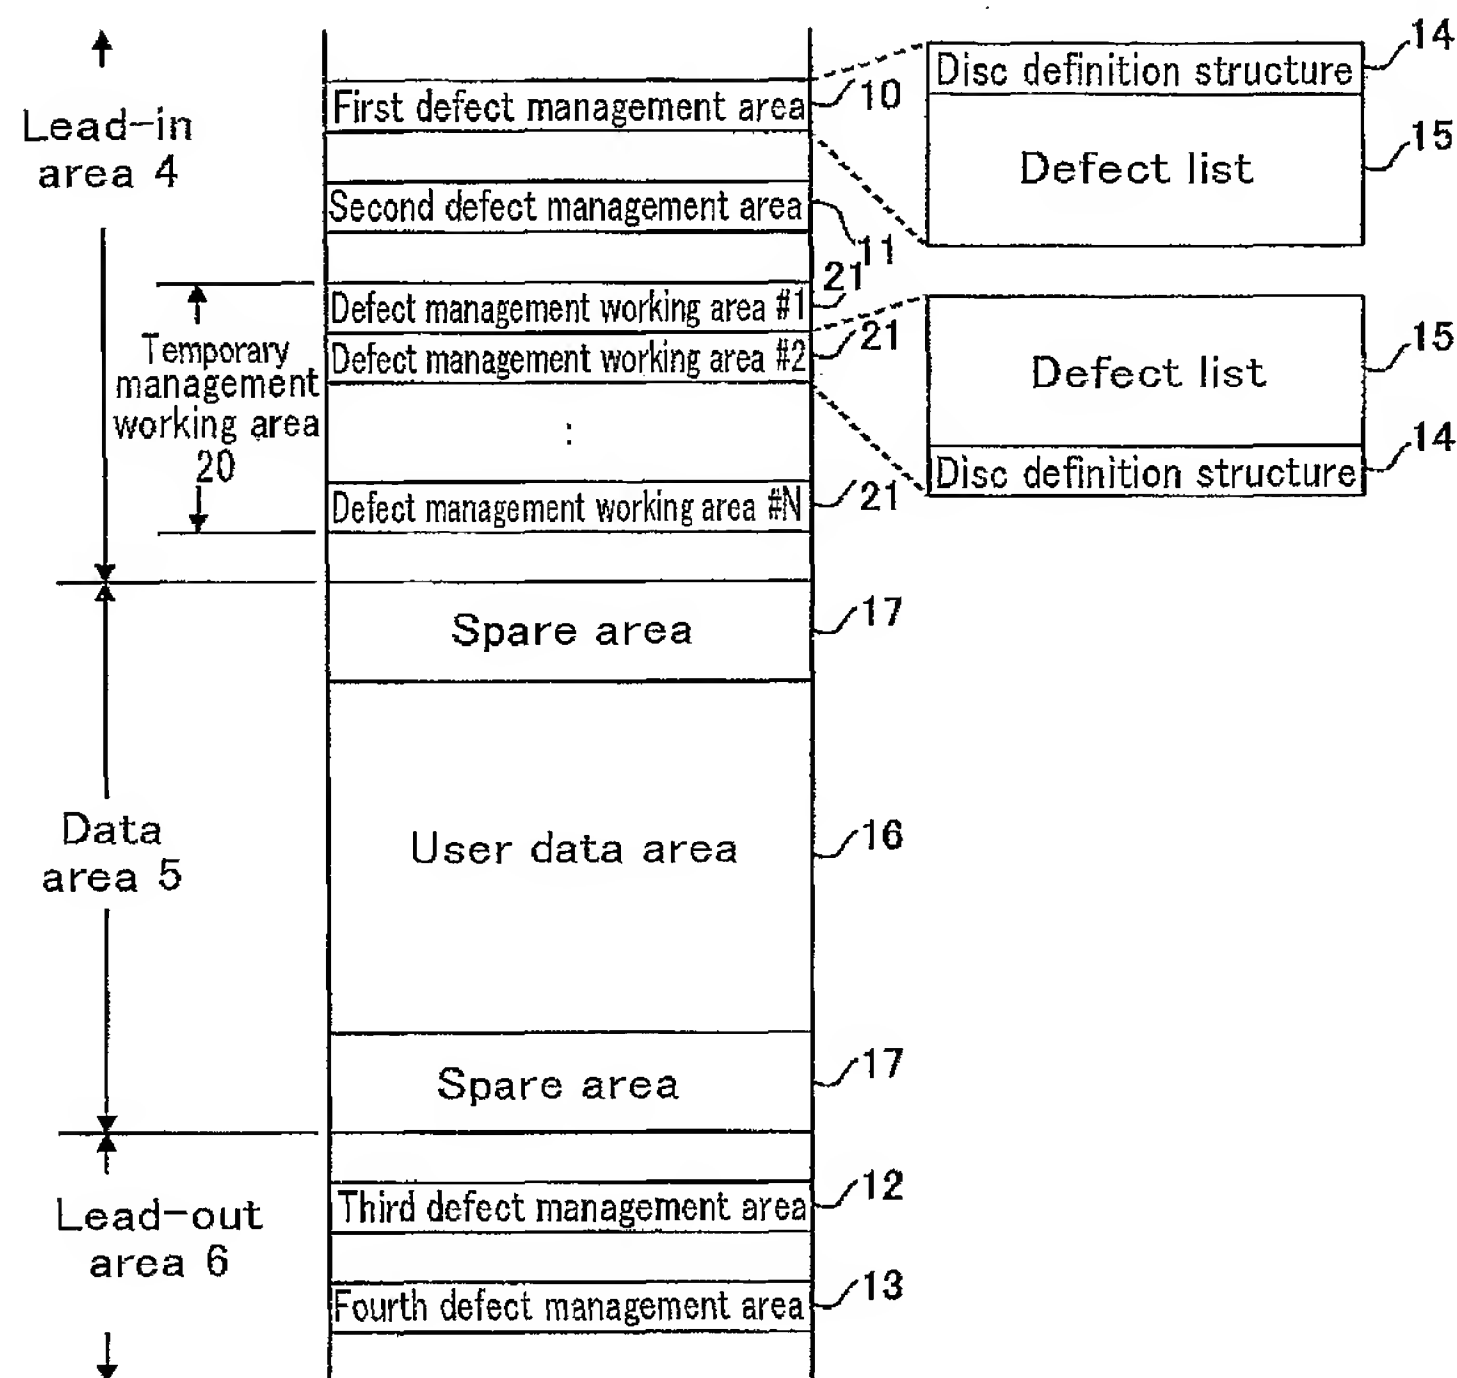 14
Disc definition structure
First defect management area
10
Lead-in
area 4
15
Defect list
Second defect management area
11
21
Defect management working area #1
Temporary
management
working area
20
Defect management working area #2
21
15
Defect list
:
14
Disc definition structure
Defect management working area #N
21
17
Spare area
Data
area 5
User data area
16
17
Spare area
12
Third defect management area
Lead-out
area 6
13
Fourth defect management area